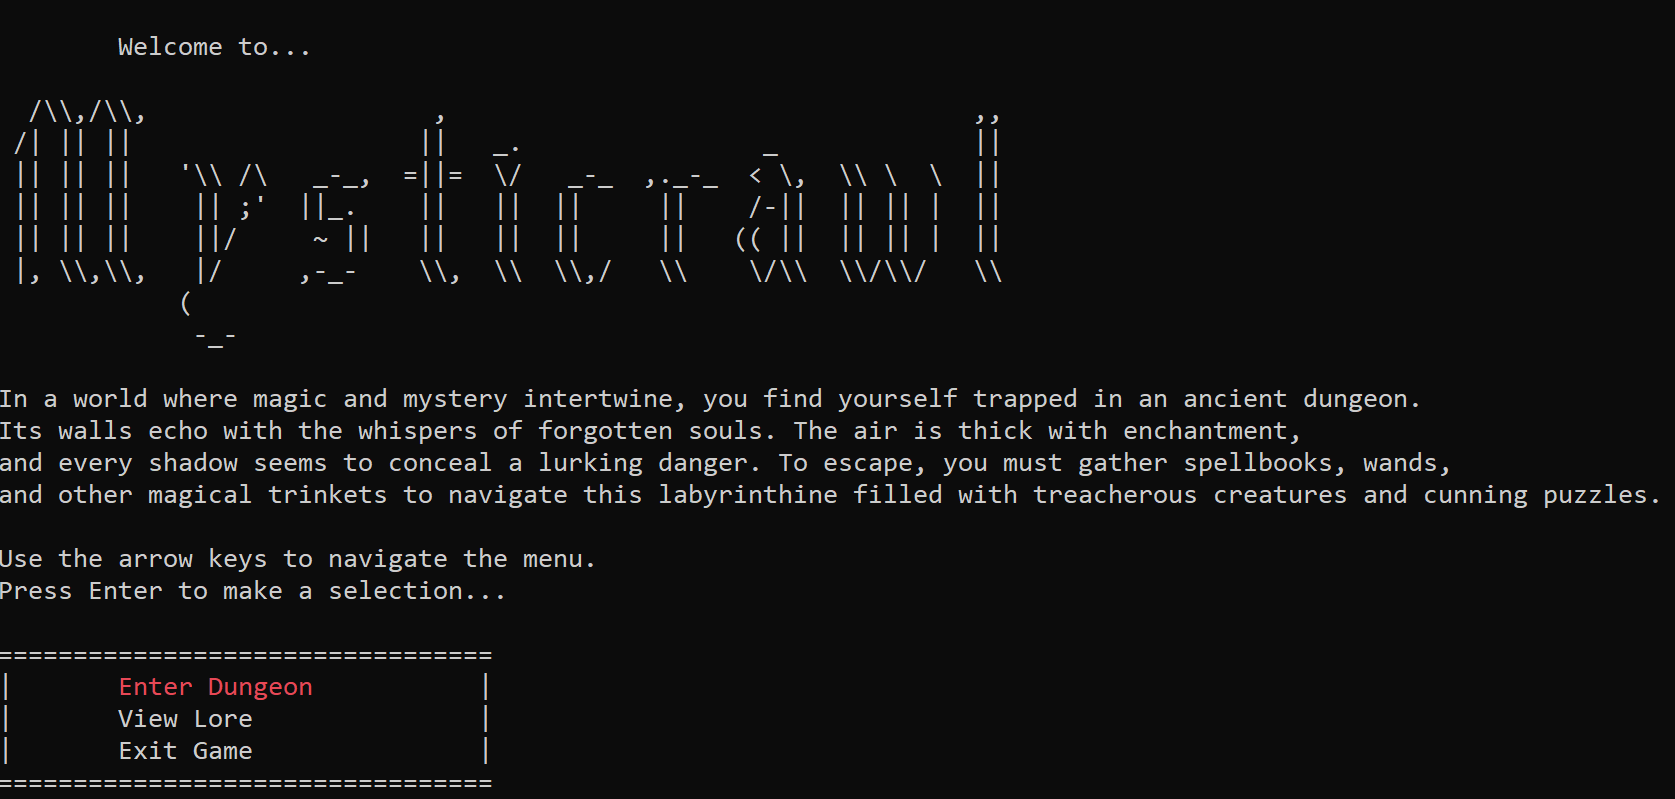 Welcome to...
Mysticrawl
In a world where magic and mystery intertwine, you find yourself trapped in an ancient dungeon.
Its walls echo with the whispers of forgotten souls. The air is thick with enchantment,
and every shadow seems to conceal a lurking danger. To escape, you must gather spellbooks, wands,
and other magical trinkets to navigate this labyrinthine filled with treacherous creatures and cunning puzzles.
Use the arrow keys to navigate the menu.
Press Enter to make a selection...
Enter Dungeon
View Lore
Exit Game